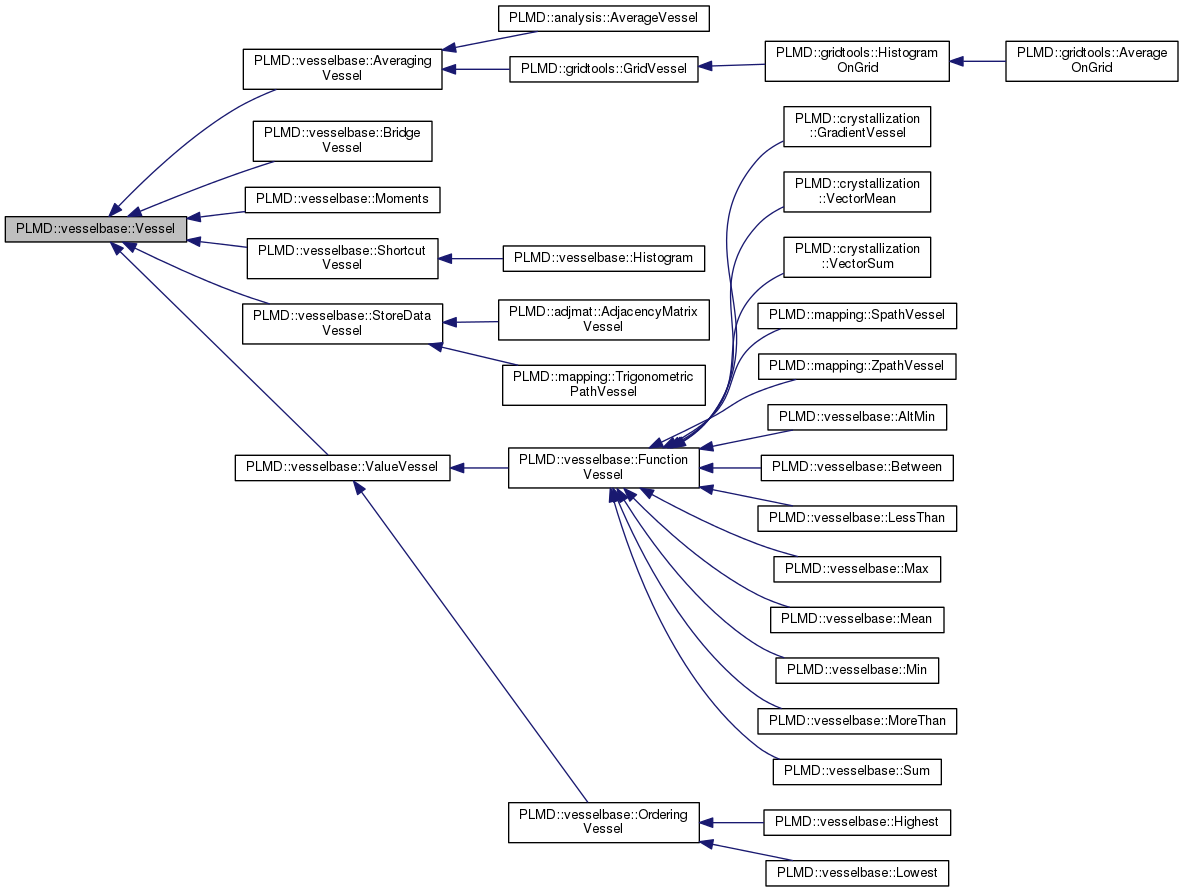 PLMD::vesselbase::Vessel
PLMD::vesselbase::Averaging
Vessel
PLMD::vesselbase::Bridge
Vessel
PLMD::vesselbase::Moments
PLMD::vesselbase::Shortcut
Vessel
PLMD::vesselbase::StoreData
Vessel
PLMD::vesselbase::ValueVessel
PLMD::analysis::AverageVessel
PLMD::gridtools::GridVessel
PLMD::vesselbase::Histogram
PLMD::adjmat::AdjacencyMatrix
Vessel
PLMD::mapping::Trigonometric
PathVessel
PLMD::vesselbase::Function
Vessel
PLMD::vesselbase::Ordering
Vessel
PLMD::gridtools::Histogram
OnGrid
PLMD::crystallization
::GradientVessel
PLMD::crystallization
::VectorMean
PLMD::crystallization
::VectorSum
PLMD::mapping::SpathVessel
PLMD::mapping::ZpathVessel
PLMD::vesselbase::AltMin
PLMD::vesselbase::Between
PLMD::vesselbase::LessThan
PLMD::vesselbase::Max
PLMD::vesselbase::Mean
PLMD::vesselbase::Min
PLMD::vesselbase::MoreThan
PLMD::vesselbase::Sum
PLMD::vesselbase::Highest
PLMD::vesselbase::Lowest
PLMD::gridtools::Average
OnGrid